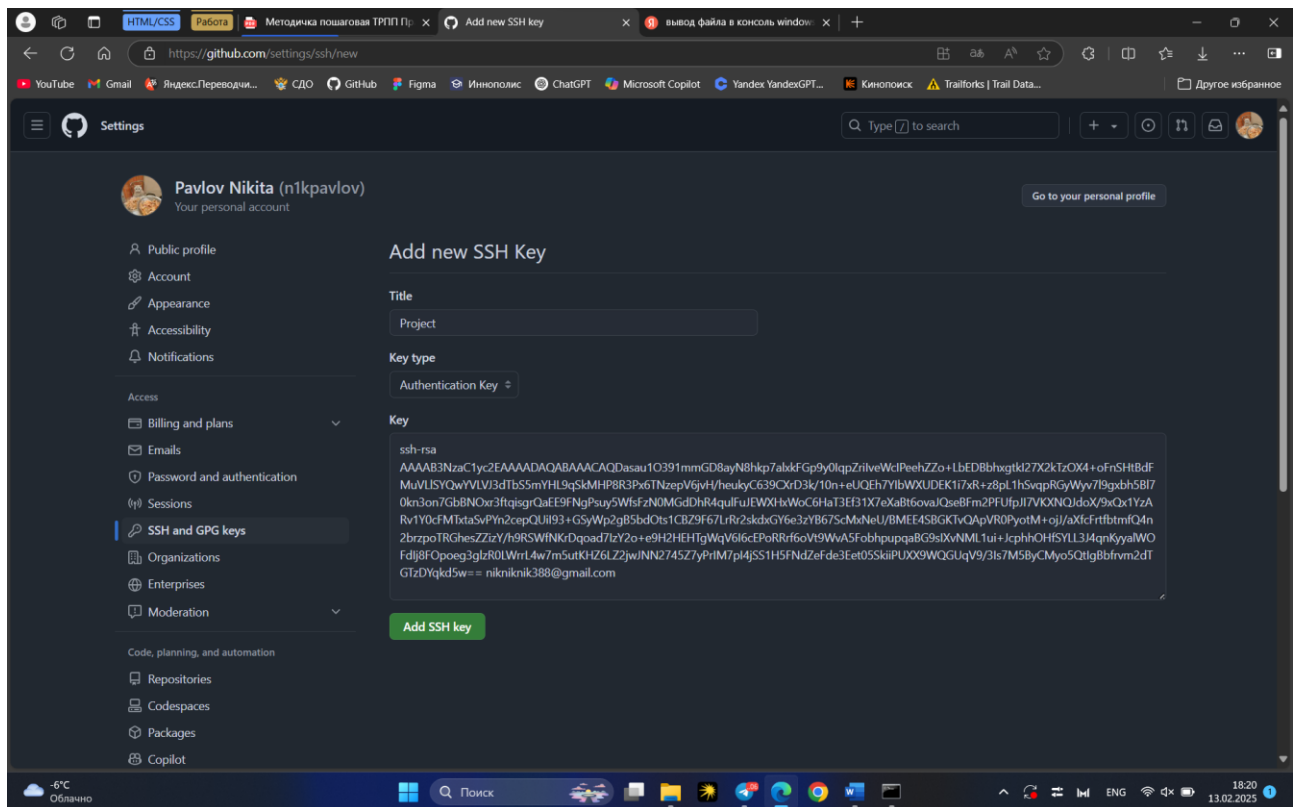 HTML/CSS
Работа
Методичка пошаговая ТРПП Пр
Add new SSH key
вывод файла в консоль window
https://github.com/settings/ssh/new
YouTube
Gmail
Яндекс.Переводчи...
СДО
GitHub
Figma
Иннополис
ChatGPT
Microsoft Copilot
Yandex YandexGPT...
Кинопоиск
Trailforks | Trail Data...
Другое избранное
Settings
Type / to search
Pavlov Nikita (n1kpavlov)
Your personal account
Go to your personal profile
Public profile
Account
Appearance
Accessibility
Notifications
Access
Billing and plans
Emails
Password and authentication
Sessions
SSH and GPG keys
Organizations
Enterprises
Moderation
Code, planning, and automation
Repositories
Codespaces
Packages
Copilot
Add new SSH Key
Title
Project
Key type
Authentication Key
Key
ssh-rsa
GTzDYqkd5w== nikniknik388@gmail.com
Add SSH key
-6°C
Облачно
Поиск
ENG
18:20
13.02.2025